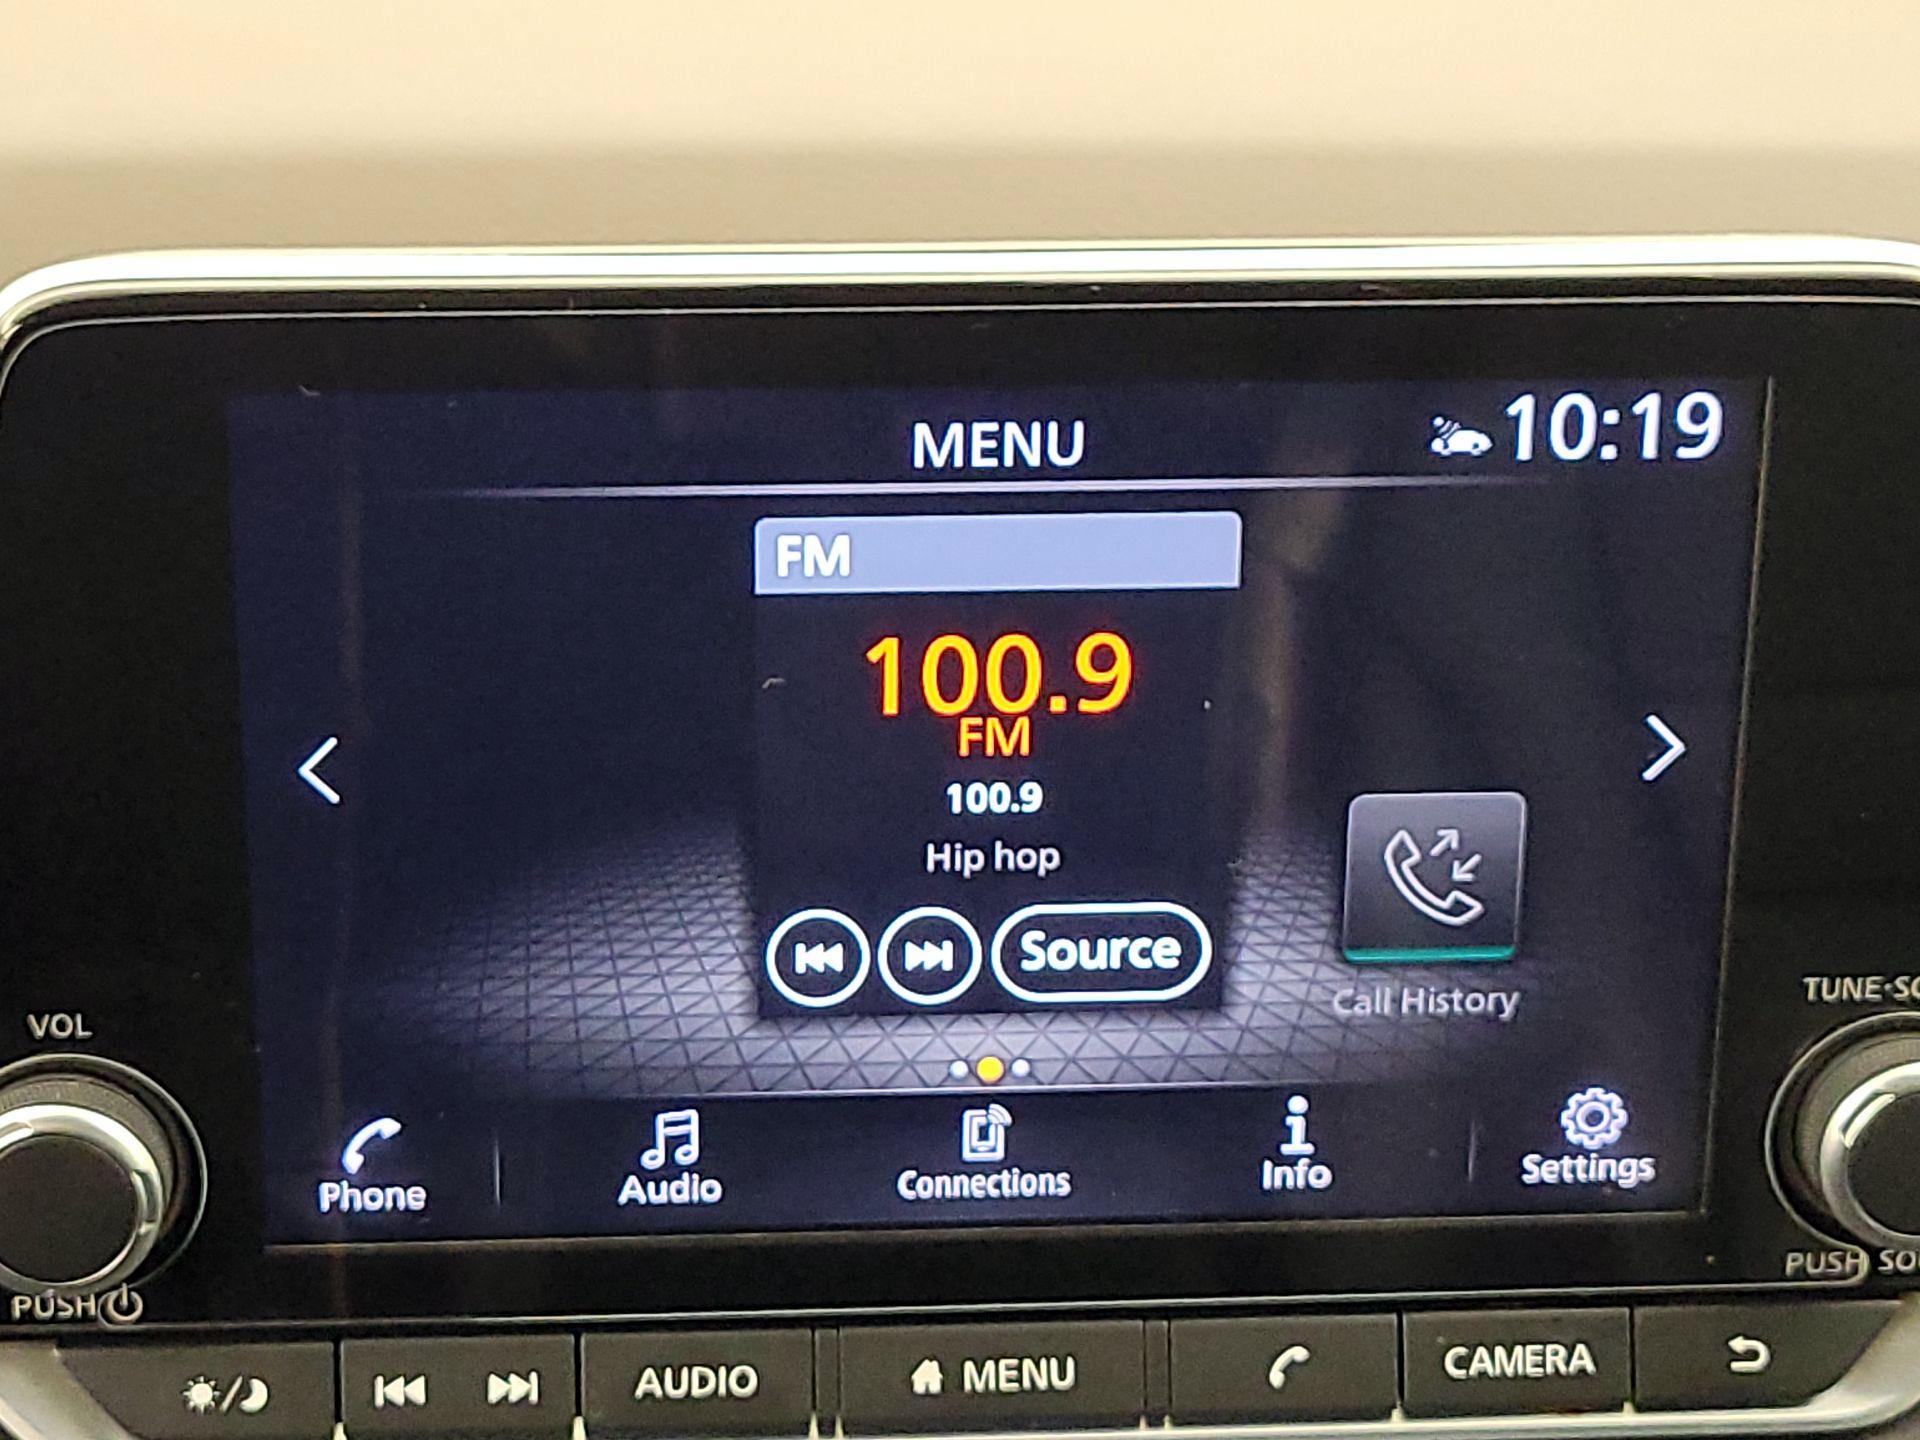 MENU
10:19
FM
100.9
FM
100.9
Hip hop
Source
Call History
VOL
TUNE·SC
Phone
Audio
Connections
Info
Settings
PUSH
PUSH SO
AUDIO
MENU
CAMERA